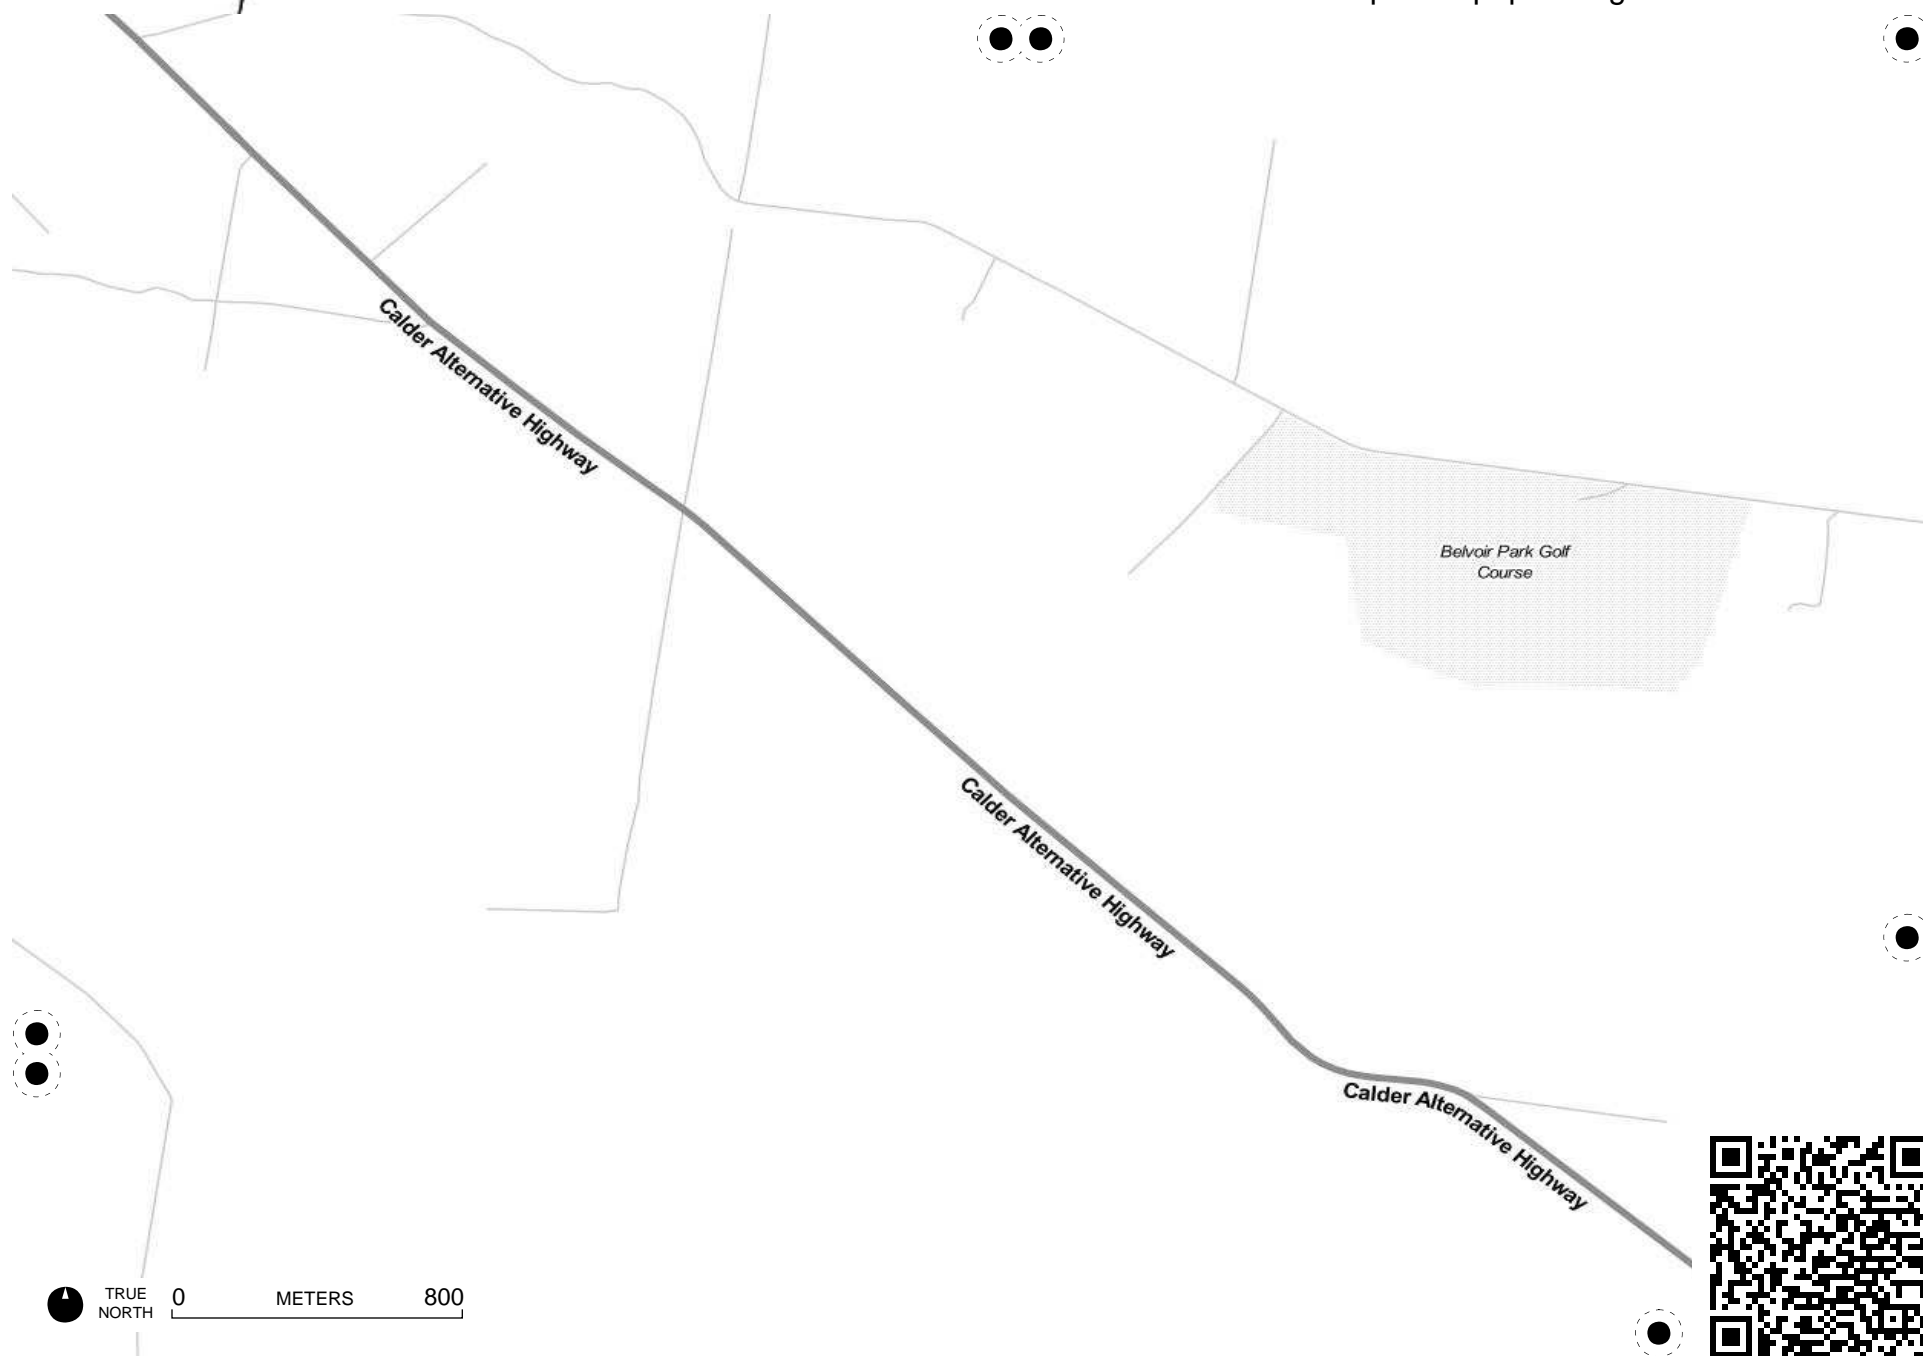 Calder Alternative Highway
Belvoir Park Golf
Course
Calder Alternative Highway
Calder Alternative Highway
TRUE
NORTH
0
METERS
800